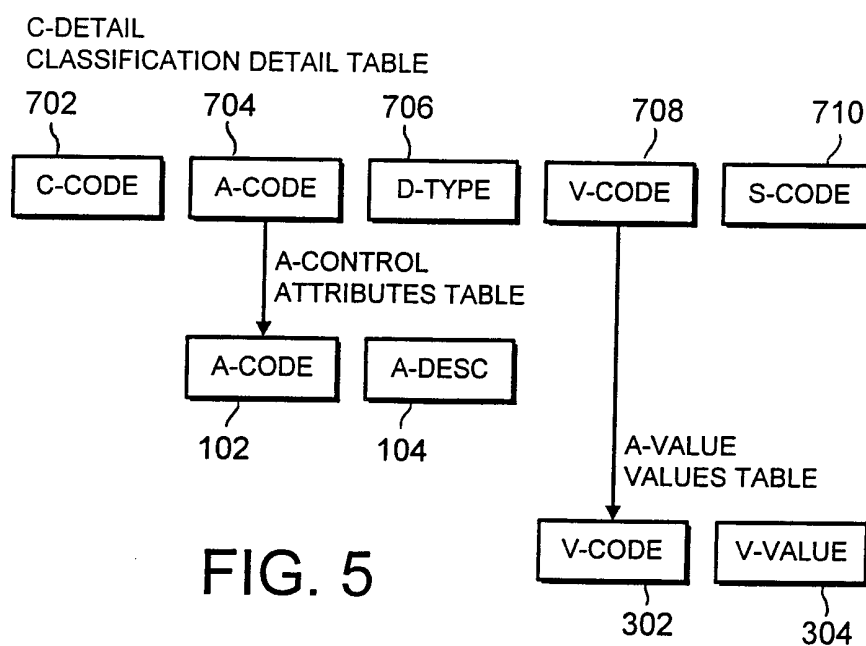 C-DETAIL
CLASSIFICATION DETAIL TABLE
702 704 706 708 710
C-CODE A-CODE D-TYPE V-CODE S-CODE
A-CONTROL
ATTRIBUTES TABLE
A-CODE A-DESC
102 104
A-VALUE
VALUES TABLE
V-CODE V-VALUE
302 304
FIG. 5